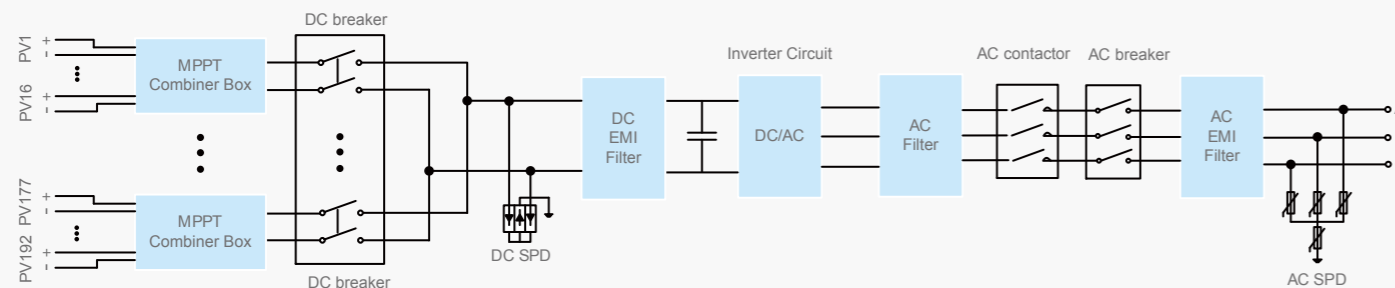 DC breaker
PV1
+
-
PV16
+
-
MPPT
Combiner Box
PV177
+
-
PV192
+
-
MPPT
Combiner Box
DC breaker
DC SPD
DC
EMI
Filter
Inverter Circuit
DC/AC
AC
Filter
AC contactor
AC breaker
AC
EMI
Filter
AC SPD